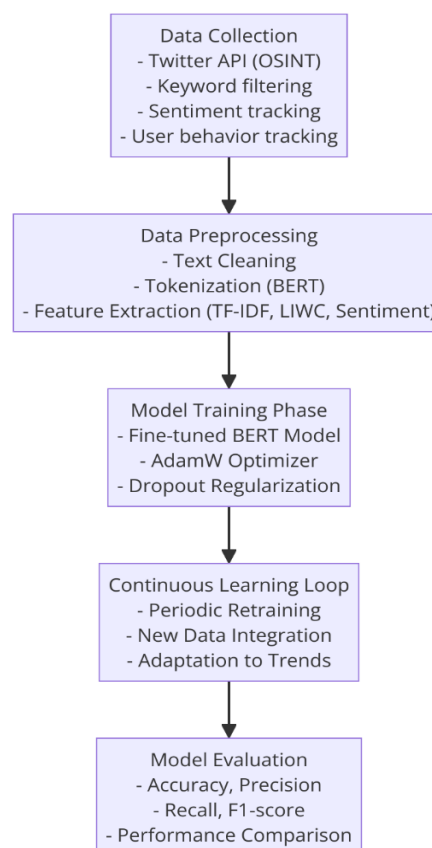 Data Collection
- Twitter API (OSINT)
- Keyword filtering
- Sentiment tracking
- User behavior tracking
Data Preprocessing
- Text Cleaning
- Tokenization (BERT)
- Feature Extraction (TF-IDF, LIWC, Sentiment)
Model Training Phase
- Fine-tuned BERT Model
- AdamW Optimizer
- Dropout Regularization
Continuous Learning Loop
- Periodic Retraining
- New Data Integration
- Adaptation to Trends
Model Evaluation
- Accuracy, Precision
- Recall, F1-score
- Performance Comparison